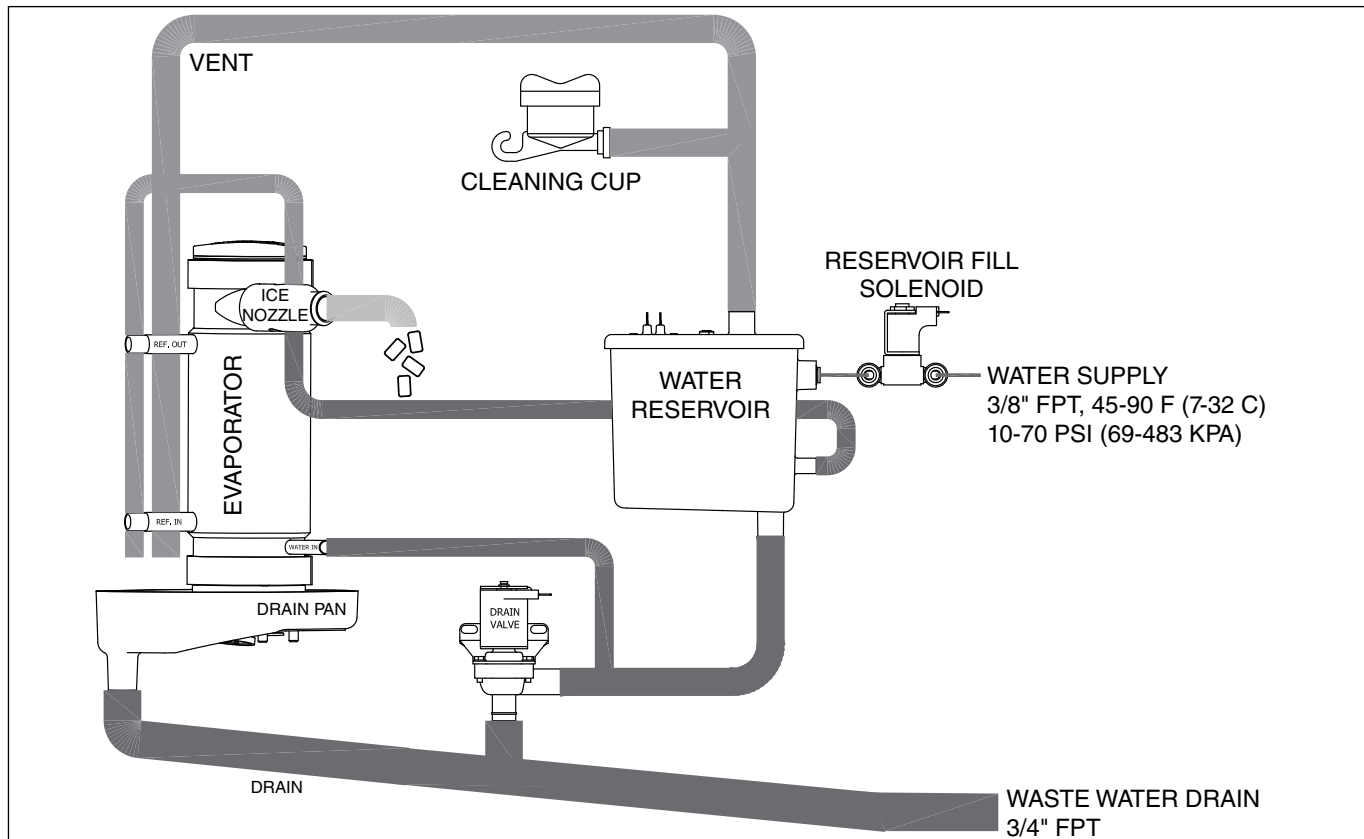 VENT
CLEANING CUP
RESERVOIR FILL
SOLENOID
ICE
NOZZLE
REF. OUT
WATER
RESERVOIR
WATER SUPPLY
3/8" FPT, 45-90 F (7-32 C)
10-70 PSI (69-483 KPA)
EVAPORATOR
REF. IN
WATER IN
DRAIN PAN
DRAIN
VALVE
DRAIN
WASTE WATER DRAIN
3/4" FPT